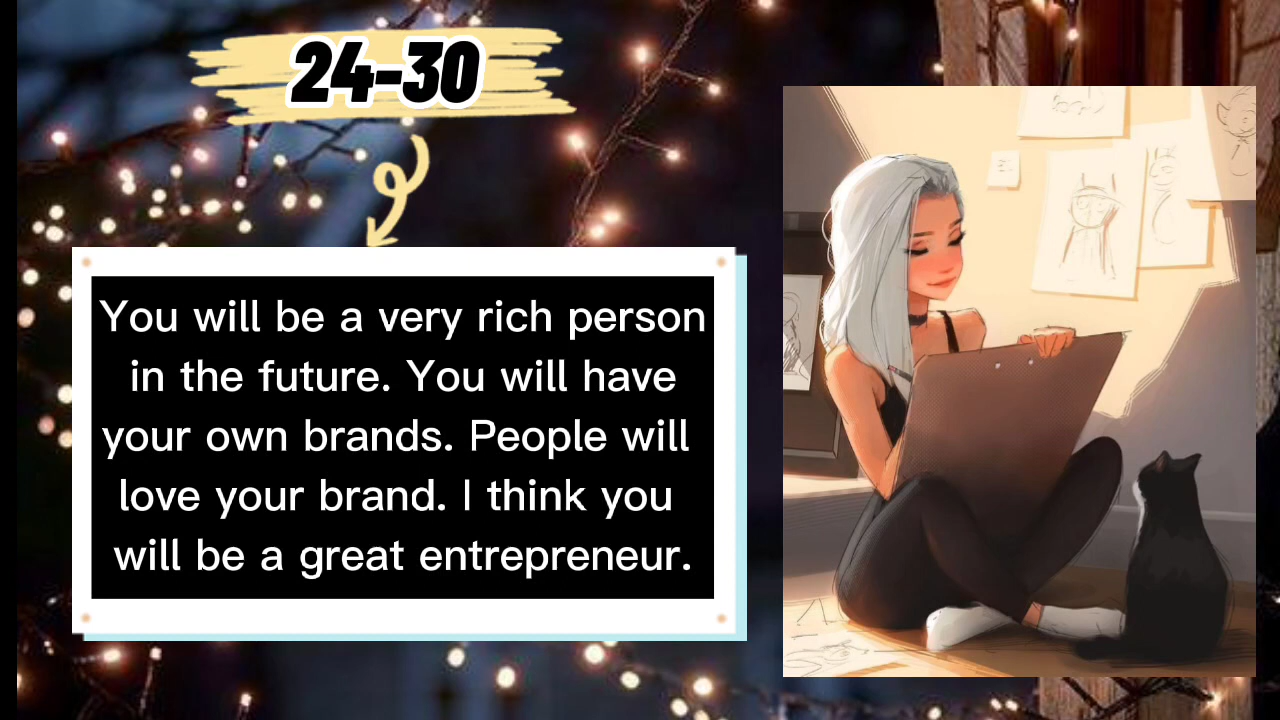 24-30
You will be a very rich person
in the future. You will have
your own brands. People will
love your brand. I think you
will be a great entrepreneur.